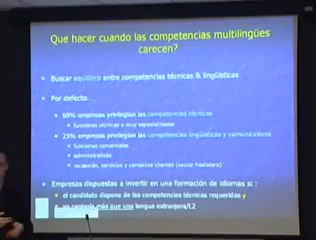 Que hacer cuando las competencias multilingües
carecen?
Buscar equilibro entre competencias técnicas & lingüísticas
Por defecto...
60% empresas privilegian las competencias técnicas
funciones técnicas o muy especializadas
25% empresas privilegian las competencias lingüísticas y comunicativas
funciones comerciales
administrativas
recepción, servicios y contactos clientes (sector hostelero)
Empresas dispuestas a invertir en una formación de idiomas si :
el candidato dispone de las competencias técnicas requeridas y
ya controla más que una lengua extranjera/L2